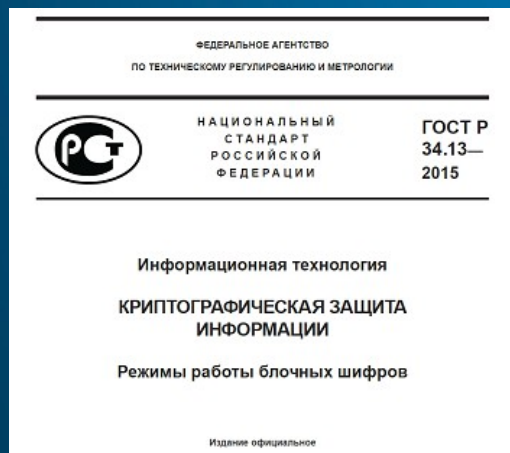 ФЕДЕРАЛЬНОЕ АГЕНТСТВО
ПО ТЕХНИЧЕСКОМУ РЕГУЛИРОВАНИЮ И МЕТРОЛОГИИ
НАЦИОНАЛЬНЫЙ
СТАНДАРТ
РОССИЙСКОЙ
ФЕДЕРАЦИИ
ГОСТ Р
34.13—
2015
РСТ
Информационная технология
КРИПТОГРАФИЧЕСКАЯ ЗАЩИТА
ИНФОРМАЦИИ
Режимы работы блочных шифров
Издание официальное